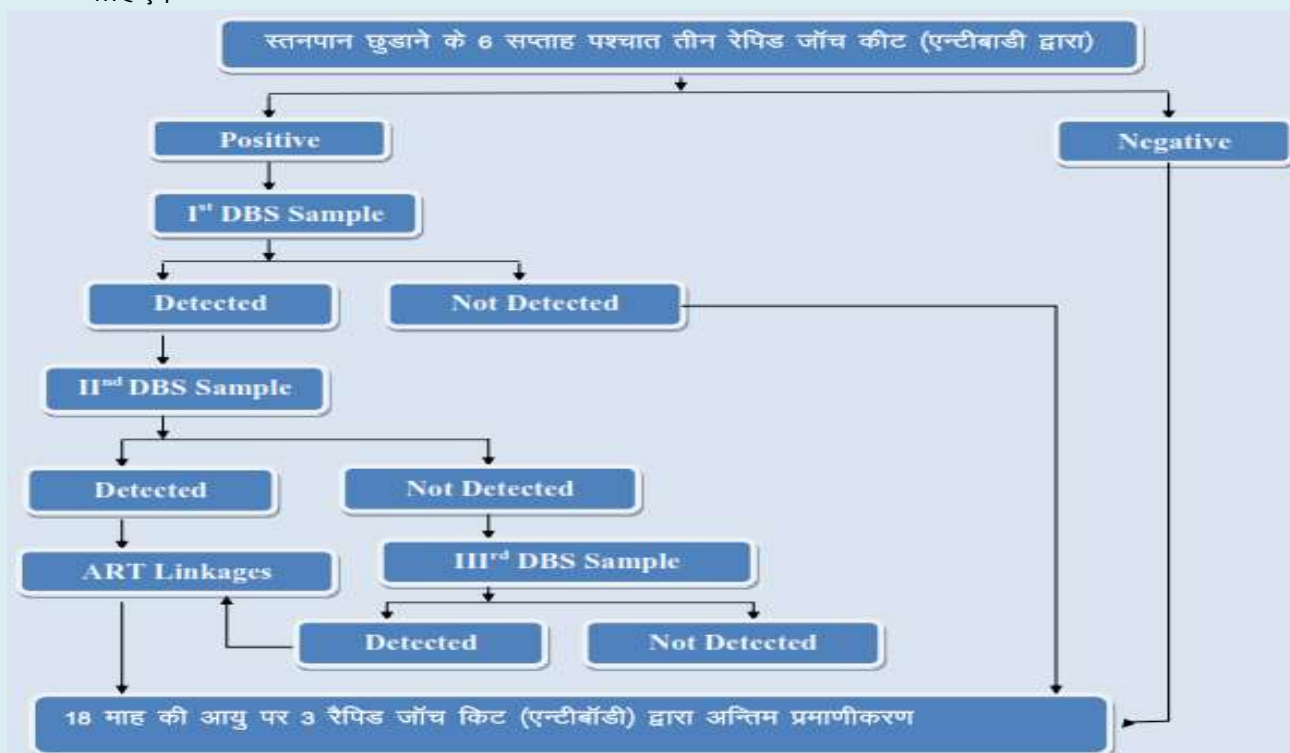 स्तनपान छुडाने के 6 सप्ताह पश्चात तीन रेपिड जॉच कीट (एन्टीबाडी द्वारा)
Positive
Negative
Iˢᵗ DBS Sample
Detected
Not Detected
IIⁿᵈ DBS Sample
Detected
Not Detected
ART Linkages
IIIʳᵈ DBS Sample
Detected
Not Detected
18 माह की आयु पर 3 रैपिड जॉच किट (एन्टीबॉडी) द्वारा अन्तिम प्रमाणीकरण